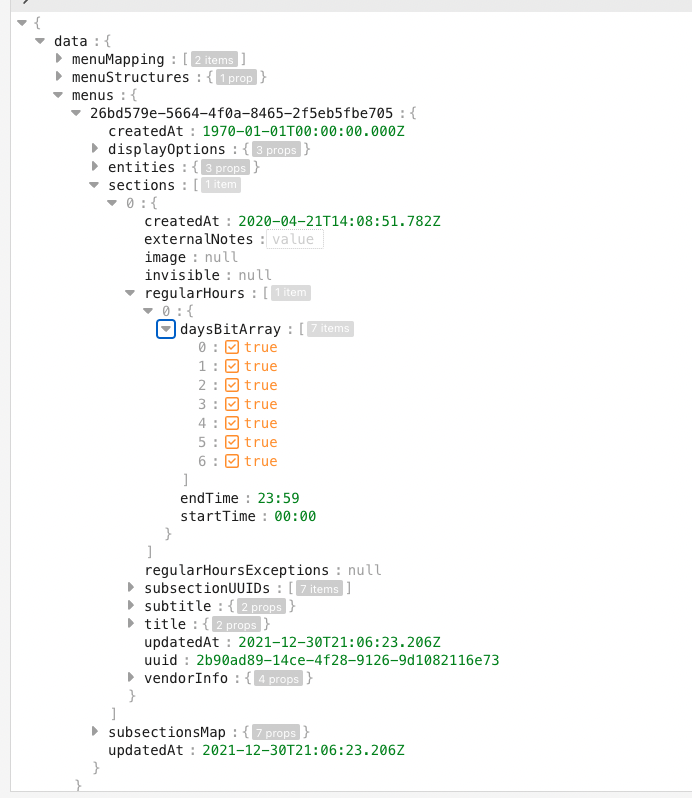 {
data : {
menuMapping : [ 2 items ]
menuStructures : { 1 prop }
menus : {
26bd579e-5664-4f0a-8465-2f5eb5fbe705 : {
createdAt : 1970-01-01T00:00:00.000Z
displayOptions : { 3 props }
entities : { 3 props }
sections : [ 1 item
0 : {
createdAt : 2020-04-21T14:08:51.782Z
externalNotes : value
image : null
invisible : null
regularHours : [ 1 item
0 : {
daysBitArray : [ 7 items
0 : true
1 : true
2 : true
3 : true
4 : true
5 : true
6 : true
]
endTime : 23:59
startTime : 00:00
}
]
regularHoursExceptions : null
subsectionUUIDs : [ 7 items ]
subtitle : { 2 props }
title : { 2 props }
updatedAt : 2021-12-30T21:06:23.206Z
uuid : 2b90ad89-14ce-4f28-9126-9d1082116e73
vendorInfo : { 4 props }
}
]
subsectionsMap : { 7 props }
updatedAt : 2021-12-30T21:06:23.206Z
}
}